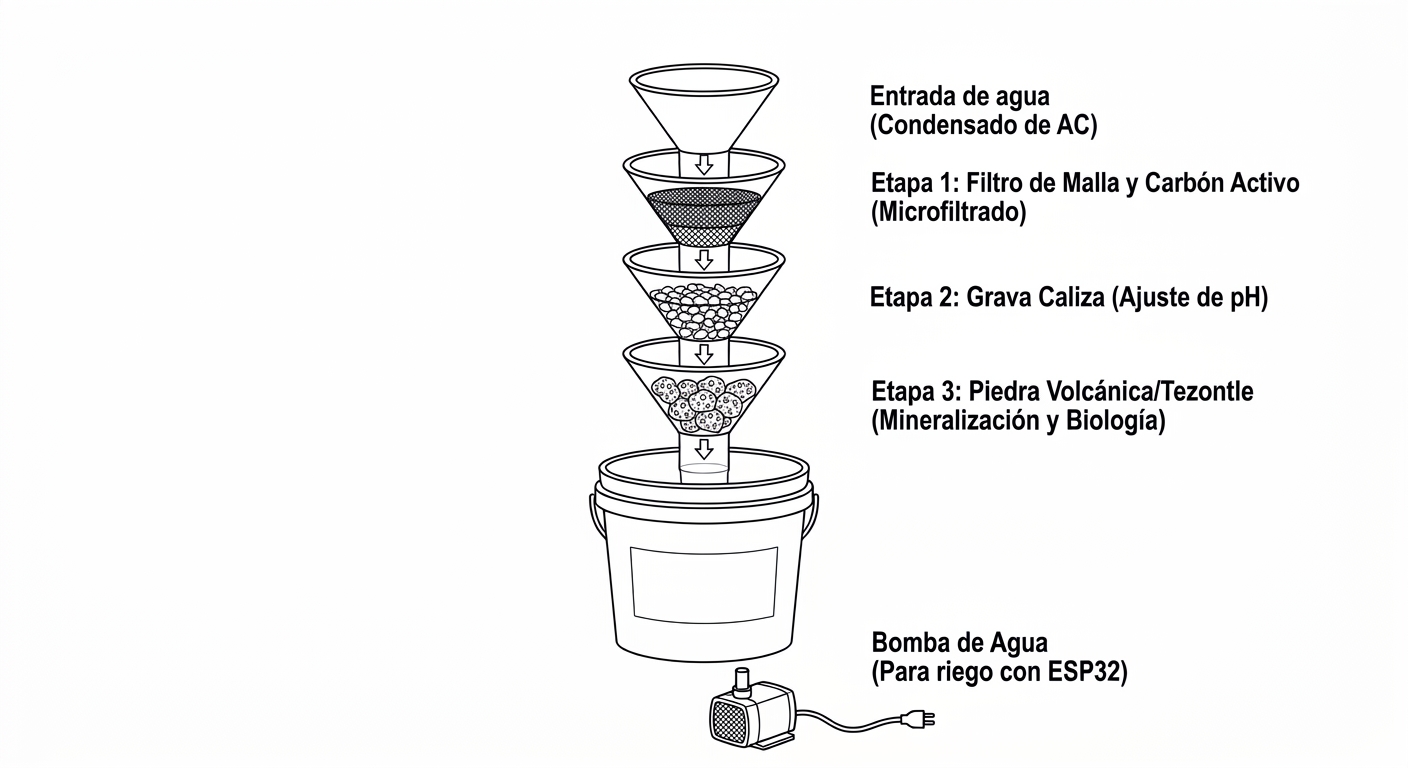 Entrada de agua
(Condensado de AC)
Etapa 1: Filtro de Malla y Carbón Activo
(Microfiltrado)
Etapa 2: Grava Caliza (Ajuste de pH)
Etapa 3: Piedra Volcánica/Tezontle
(Mineralización y Biología)
Bomba de Agua
(Para riego con ESP32)